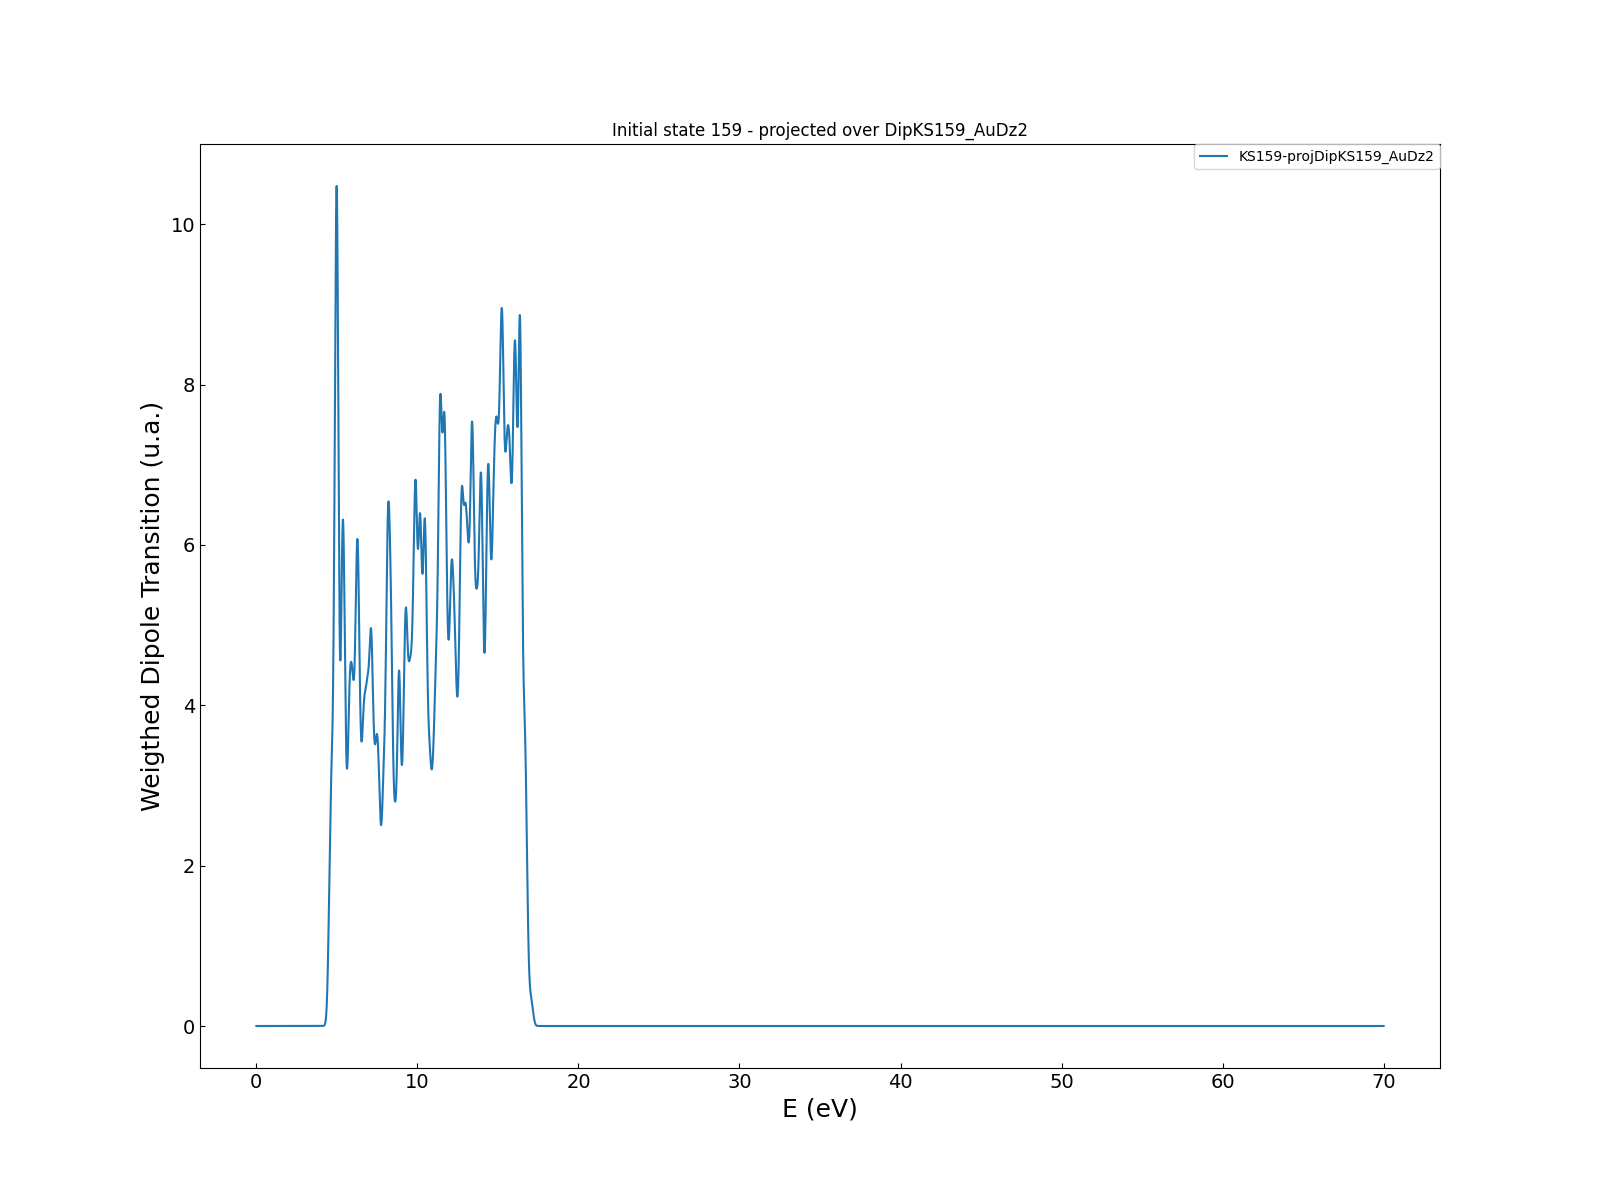 Initial state 159 - projected over DipKS159_AuDz2
KS159-projDipKS159_AuDz2
Weigthed Dipole Transition (u.a.)
10
8
6
4
2
0
0 10 20 30 40 50 60 70
E (eV)